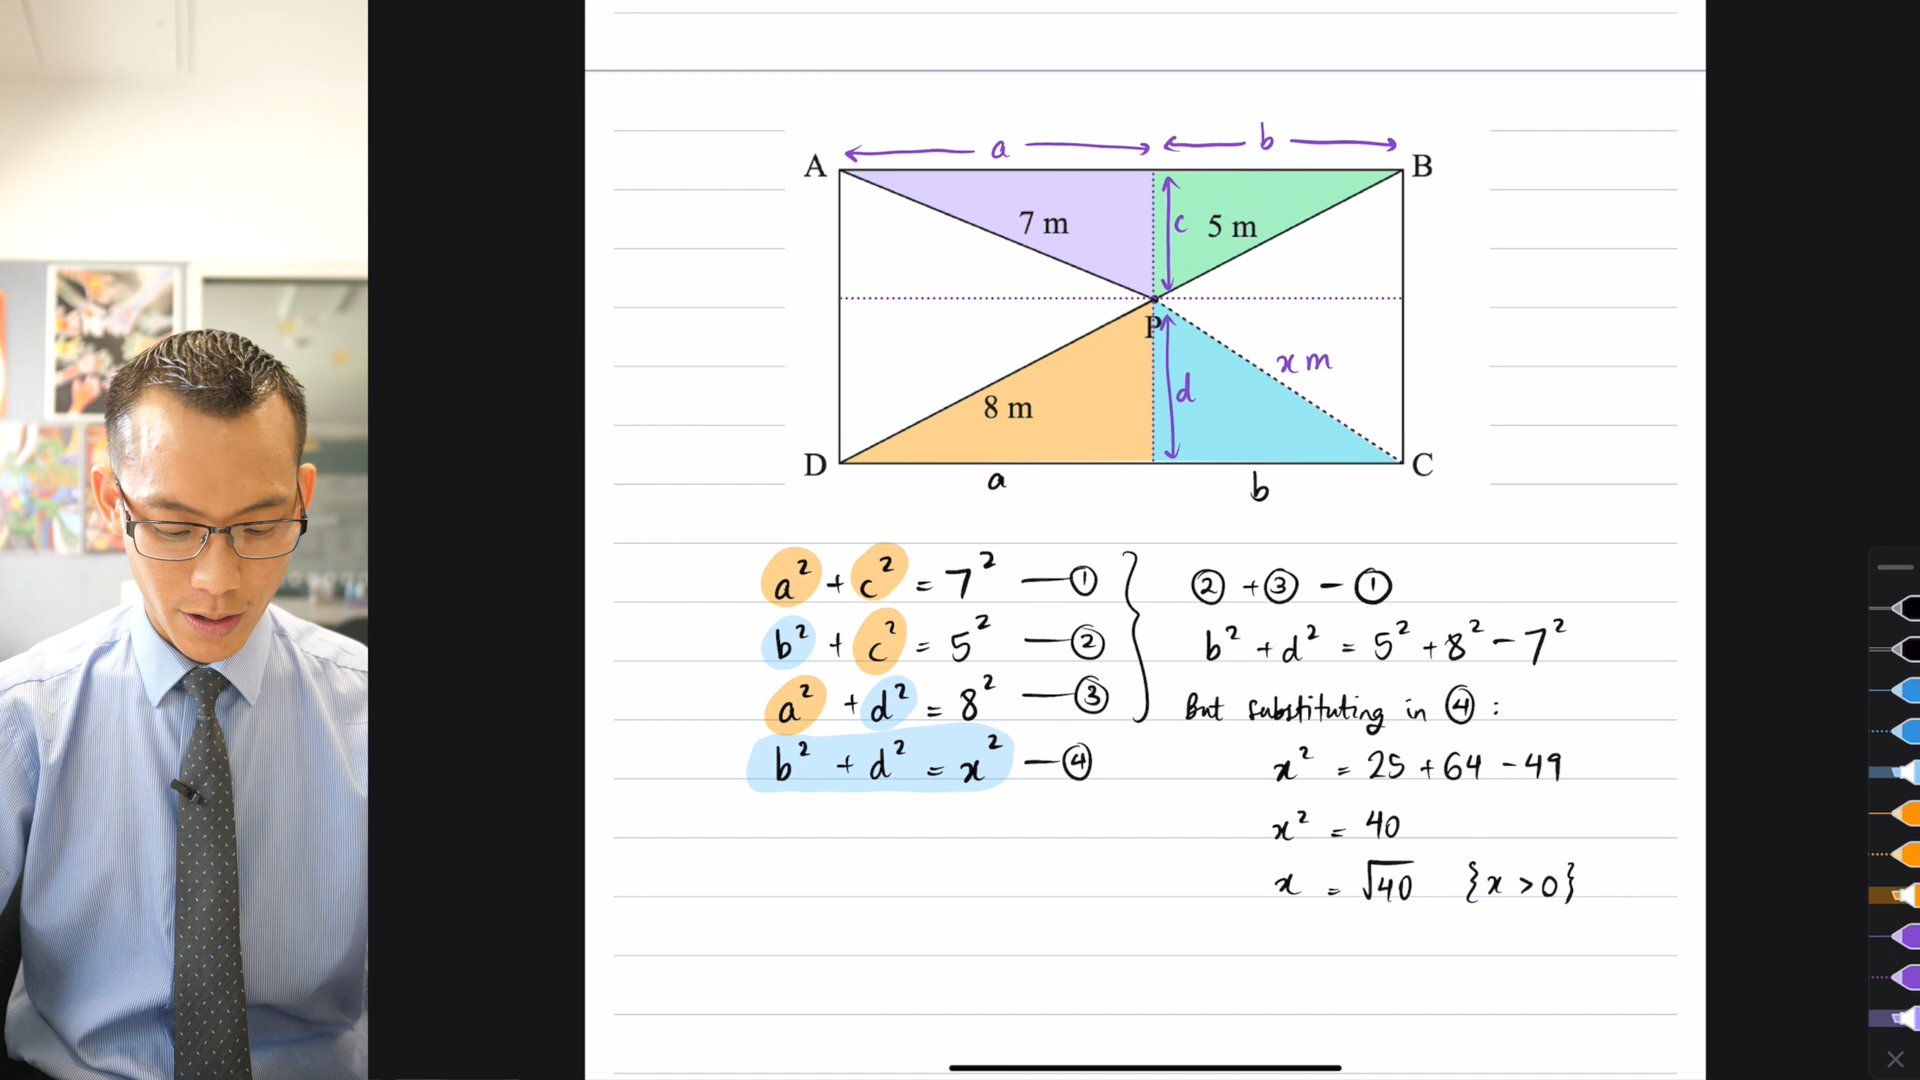 a b
A B
7 m c 5 m
P
x m
8 m d
D C
a b
a² + c² = 7² —①
b² + c² = 5² —②
a² + d² = 8² —③
b² + d² = x² —④
② + ③ - ①
b² + d² = 5² + 8² - 7²
But substituting in ④ :
x² = 25 + 64 - 49
x² = 40
x = √40 {x > 0}